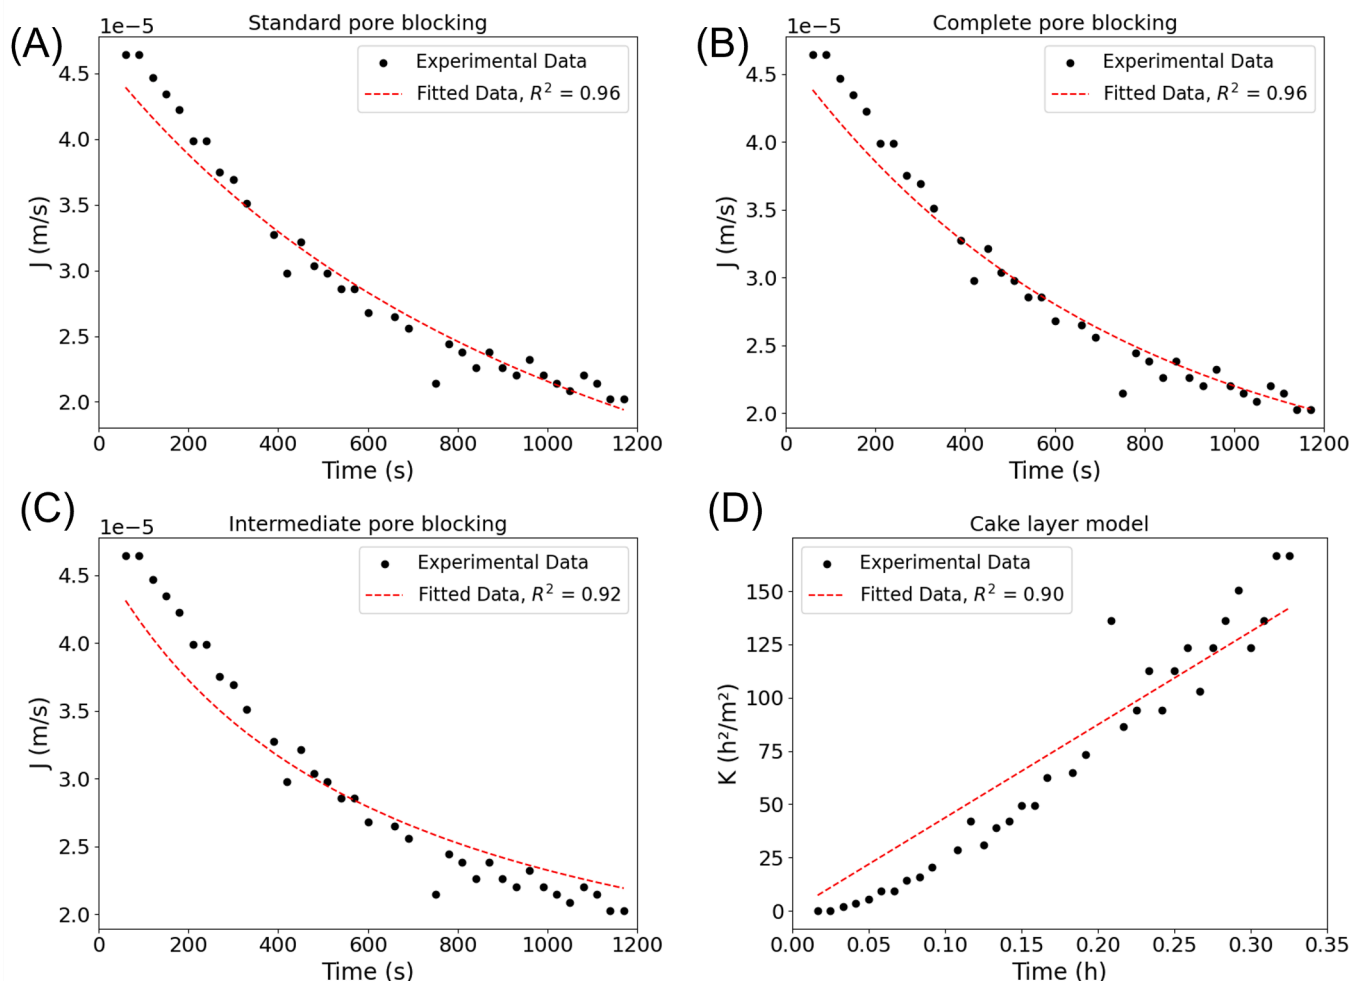 (A)
Standard pore blocking
1e−5
Experimental Data
Fitted Data, R² = 0.96
J (m/s)
4.5
4.0
3.5
3.0
2.5
2.0
0 200 400 600 800 1000 1200
Time (s)
(B)
Complete pore blocking
1e−5
Experimental Data
Fitted Data, R² = 0.96
J (m/s)
4.5
4.0
3.5
3.0
2.5
2.0
0 200 400 600 800 1000 1200
Time (s)
(C)
Intermediate pore blocking
1e−5
Experimental Data
Fitted Data, R² = 0.92
J (m/s)
4.5
4.0
3.5
3.0
2.5
2.0
0 200 400 600 800 1000 1200
Time (s)
(D)
Cake layer model
Experimental Data
Fitted Data, R² = 0.90
K (h²/m²)
150
125
100
75
50
25
0
0.00 0.05 0.10 0.15 0.20 0.25 0.30 0.35
Time (h)